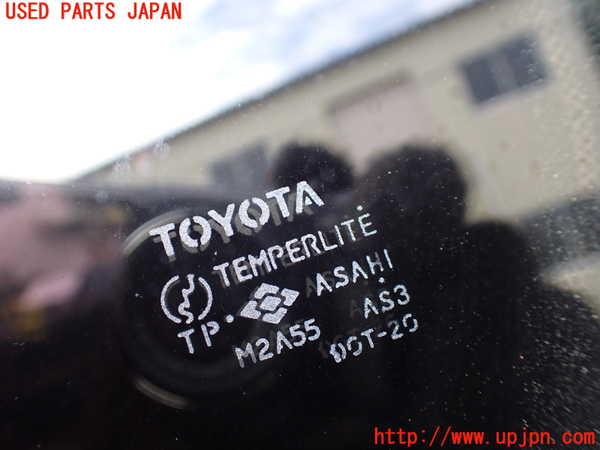 USED PARTS JAPAN
TOYOTA
TEMPERLITE
TP. ASAHI
M2A55 AS3
DOT-20
http://www.upjpn.com/